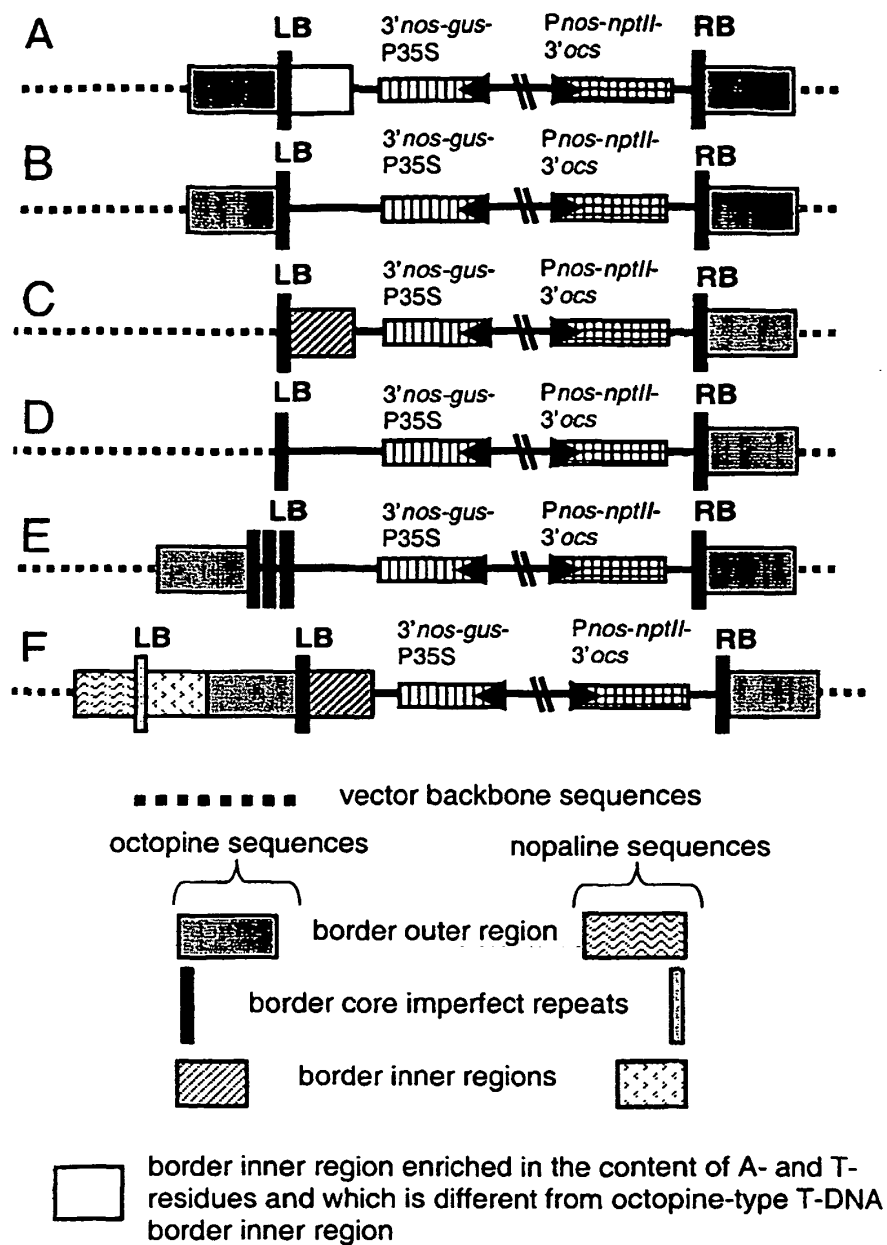 A
LB
3'nos-gus-
P35S
Pnos-nptII-
3'ocs
RB
B
LB
3'nos-gus-
P35S
Pnos-nptII-
3'ocs
RB
C
LB
3'nos-gus-
P35S
Pnos-nptII-
3'ocs
RB
D
LB
3'nos-gus-
P35S
Pnos-nptII-
3'ocs
RB
E
LB
3'nos-gus-
P35S
Pnos-nptII-
3'ocs
RB
F
LB
LB
3'nos-gus-
P35S
Pnos-nptII-
3'ocs
RB
vector backbone sequences
octopine sequences
nopaline sequences
border outer region
border core imperfect repeats
border inner regions
border inner region enriched in the content of A- and T-
residues and which is different from octopine-type T-DNA
border inner region